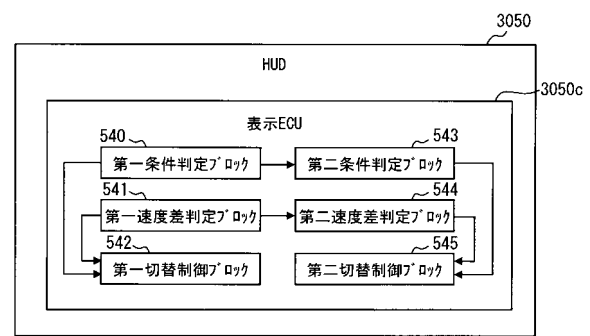 3050
HUD
3050c
表示ECU
540
543
第一条件判定ブロック
第二条件判定ブロック
541
544
第一速度差判定ブロック
第二速度差判定ブロック
542
545
第一切替制御ブロック
第二切替制御ブロック